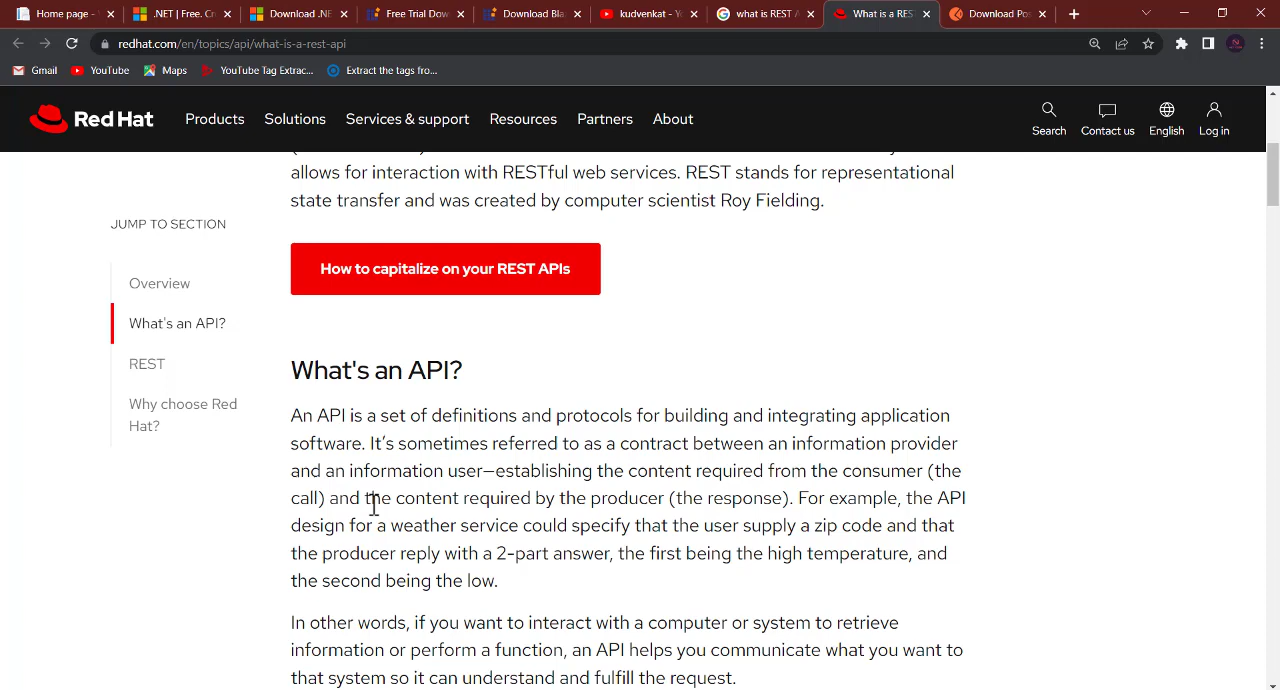 Home page -
.NET | Free. Cr
Download .NE
Free Trial Dow
Download Bla
kudvenkat - Y
what is REST A
What is a RES
Download Pos
redhat.com/en/topics/api/what-is-a-rest-api
Gmail
YouTube
Maps
YouTube Tag Extrac...
Extract the tags fro...
Red Hat
Products
Solutions
Services & support
Resources
Partners
About
Search
Contact us
English
Log in
allows for interaction with RESTful web services. REST stands for representational
state transfer and was created by computer scientist Roy Fielding.
JUMP TO SECTION
Overview
What's an API?
REST
Why choose Red
Hat?
How to capitalize on your REST APIs
What's an API?
An API is a set of definitions and protocols for building and integrating application
software. It’s sometimes referred to as a contract between an information provider
and an information user—establishing the content required from the consumer (the
call) and the content required by the producer (the response). For example, the API
design for a weather service could specify that the user supply a zip code and that
the producer reply with a 2-part answer, the first being the high temperature, and
the second being the low.
In other words, if you want to interact with a computer or system to retrieve
information or perform a function, an API helps you communicate what you want to
that system so it can understand and fulfill the request.